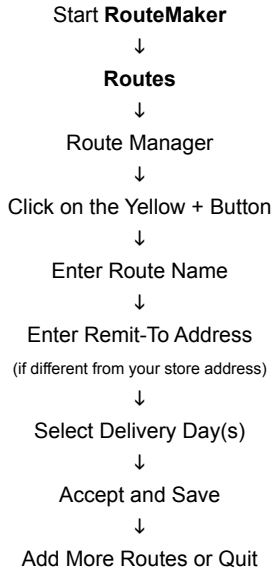 Start RouteMaker
↓
Routes
↓
Route Manager
↓
Click on the Yellow + Button
↓
Enter Route Name
↓
Enter Remit-To Address
(if different from your store address)
↓
Select Delivery Day(s)
↓
Accept and Save
↓
Add More Routes or Quit